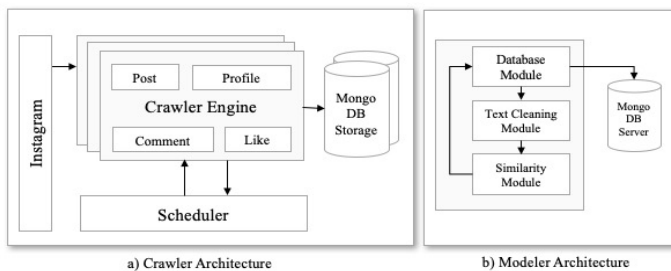 Instagram
Post
Profile
Crawler Engine
Comment
Like
Mongo
DB
Storage
Scheduler
a) Crawler Architecture
Database
Module
Text Cleaning
Module
Similarity
Module
Mongo
DB
Server
b) Modeler Architecture